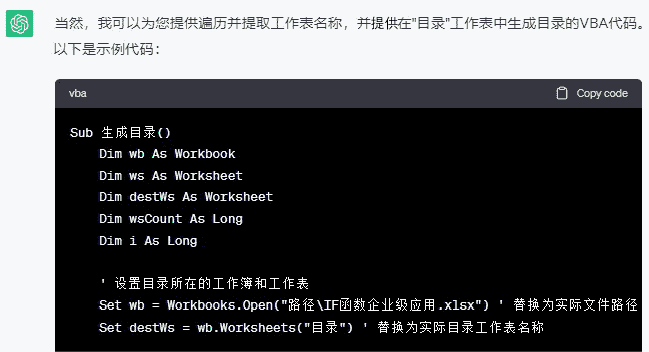 当然，我可以为您提供遍历并提取工作表名称，并提供在"目录"工作表中生成目录的VBA代码。
以下是示例代码：
vba Copy code
Sub 生成目录()
    Dim wb As Workbook
    Dim ws As Worksheet
    Dim destWs As Worksheet
    Dim wsCount As Long
    Dim i As Long
    ' 设置目录所在的工作簿和工作表
    Set wb = Workbooks.Open("路径\IF函数企业级应用.xlsx") ' 替换为实际文件路径
    Set destWs = wb.Worksheets("目录") ' 替换为实际目录工作表名称